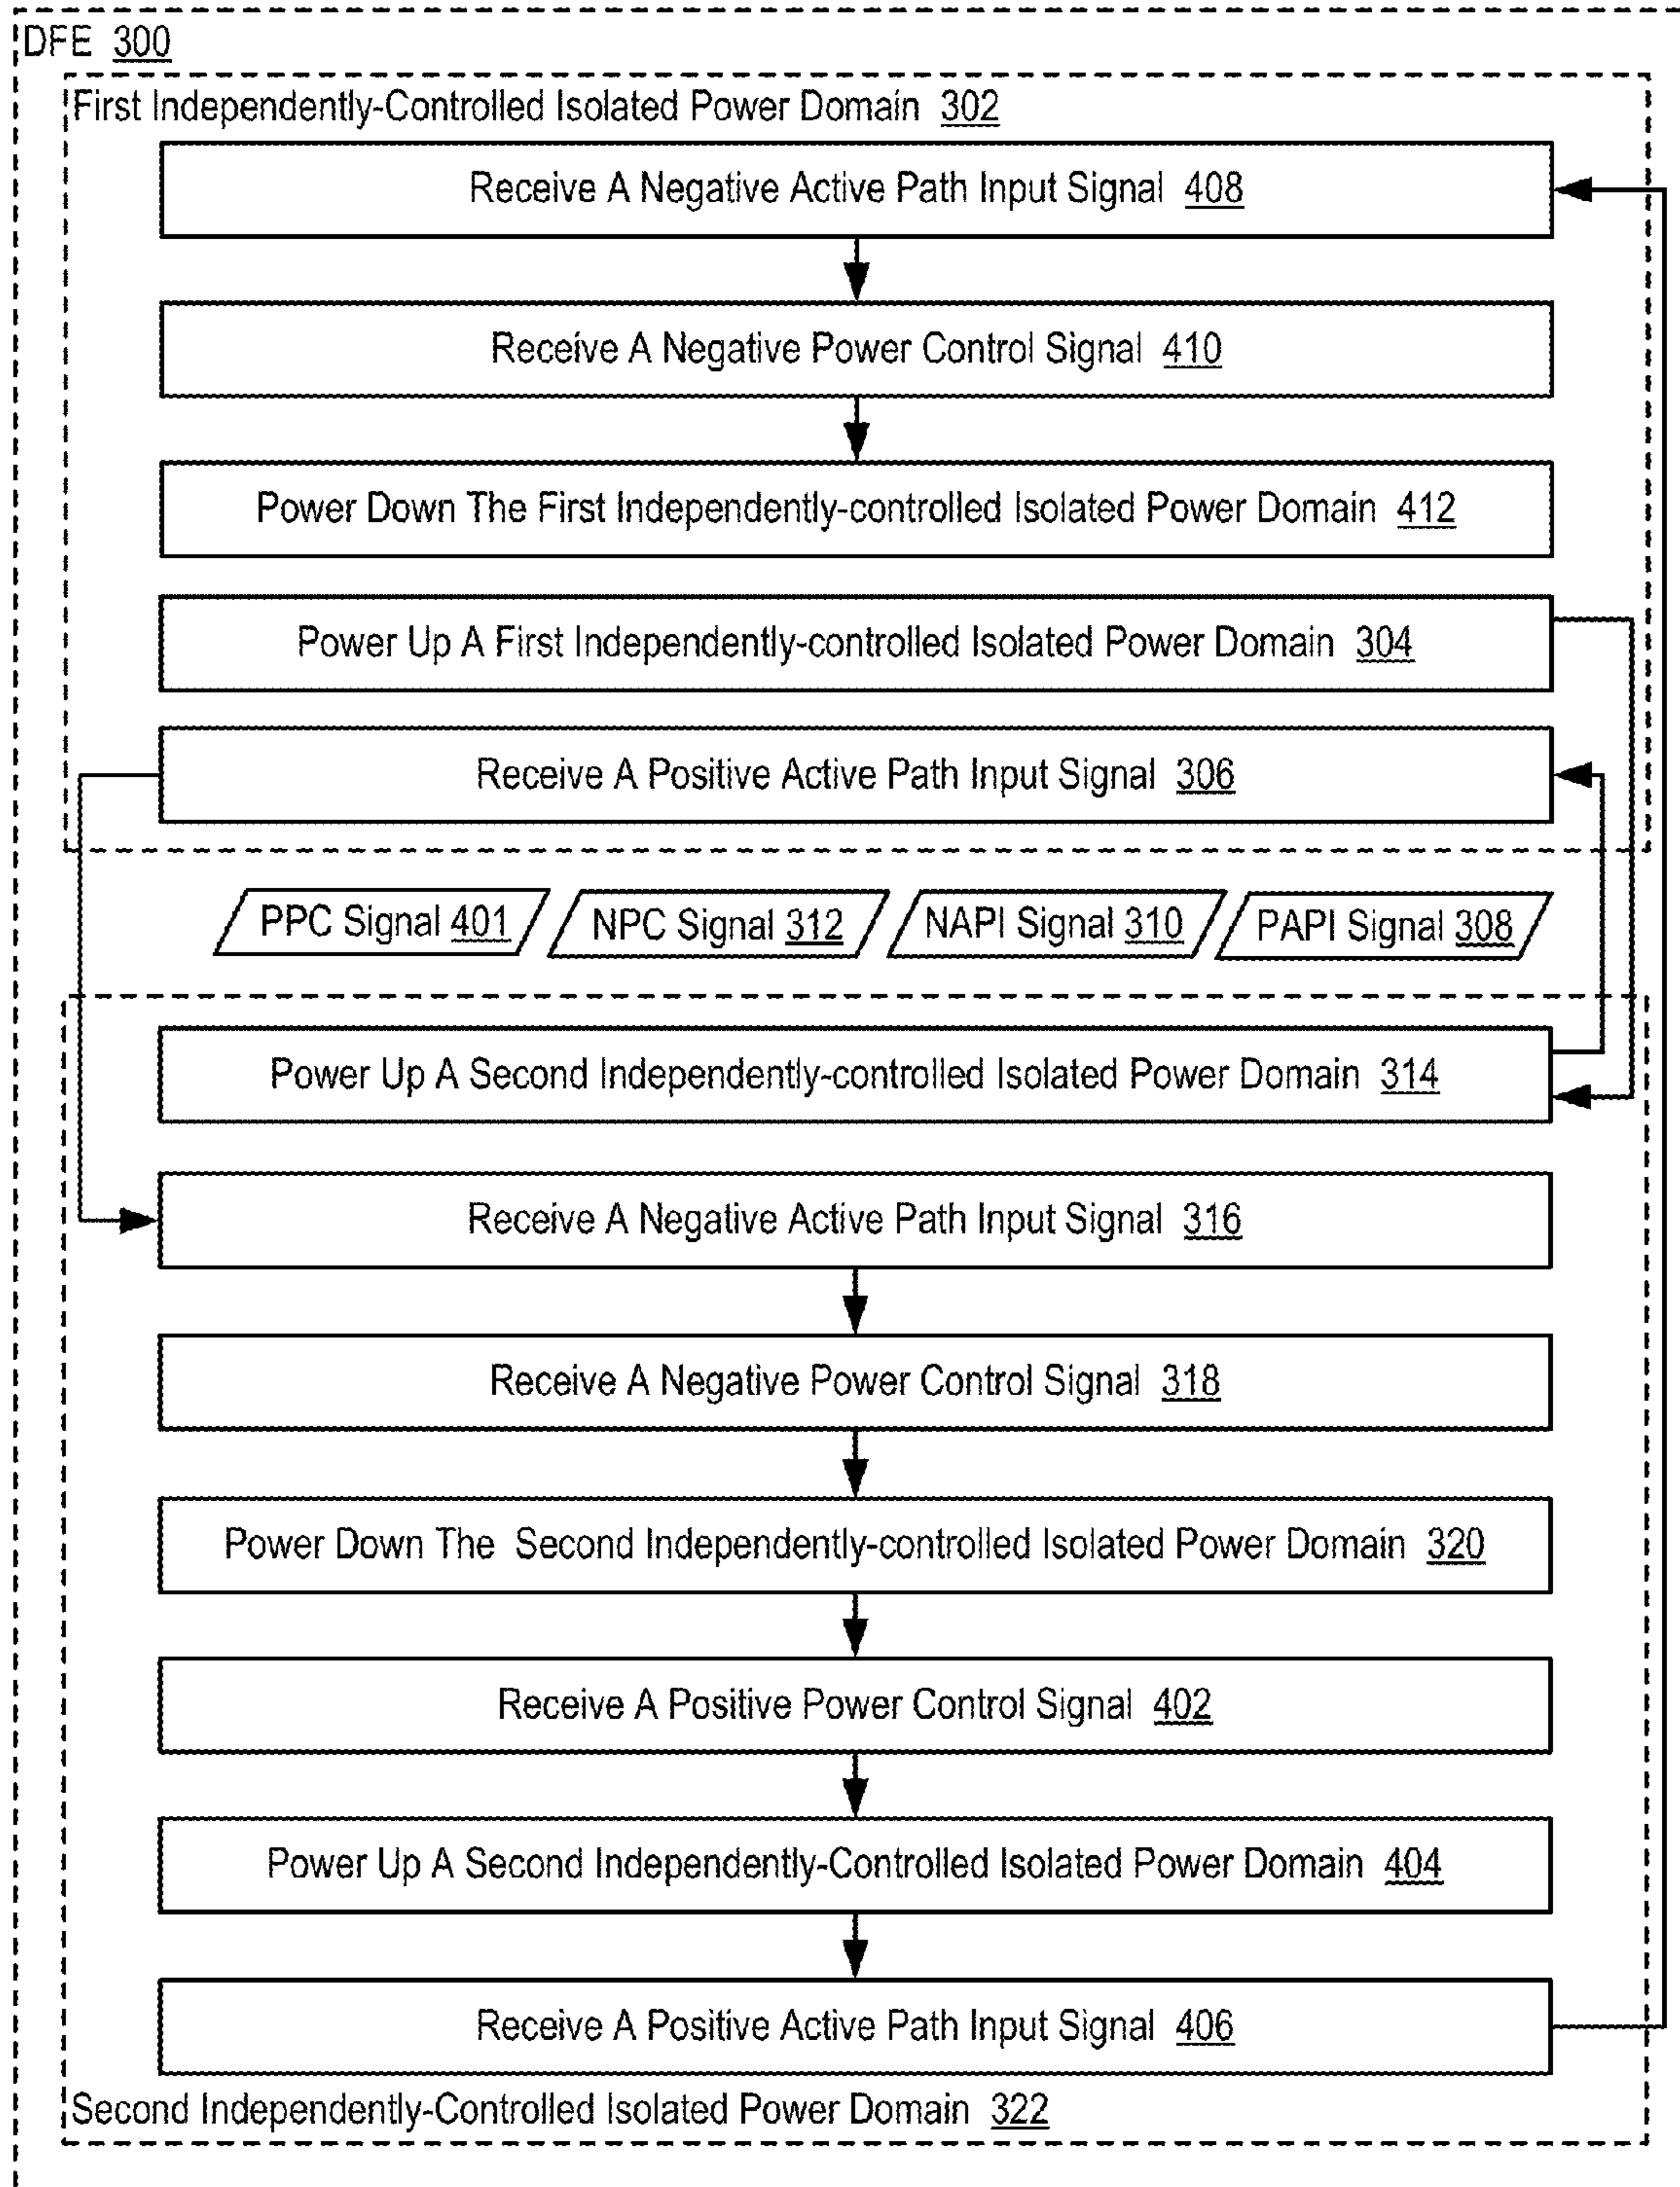 DFE 300
First Independently-Controlled Isolated Power Domain 302
Receive A Negative Active Path Input Signal 408
Receive A Negative Power Control Signal 410
Power Down The First Independently-controlled Isolated Power Domain 412
Power Up A First Independently-controlled Isolated Power Domain 304
Receive A Positive Active Path Input Signal 306
PPC Signal 401
NPC Signal 312
NAPI Signal 310
PAPI Signal 308
Power Up A Second Independently-controlled Isolated Power Domain 314
Receive A Negative Active Path Input Signal 316
Receive A Negative Power Control Signal 318
Power Down The Second Independently-controlled Isolated Power Domain 320
Receive A Positive Power Control Signal 402
Power Up A Second Independently-Controlled Isolated Power Domain 404
Receive A Positive Active Path Input Signal 406
Second Independently-Controlled Isolated Power Domain 322